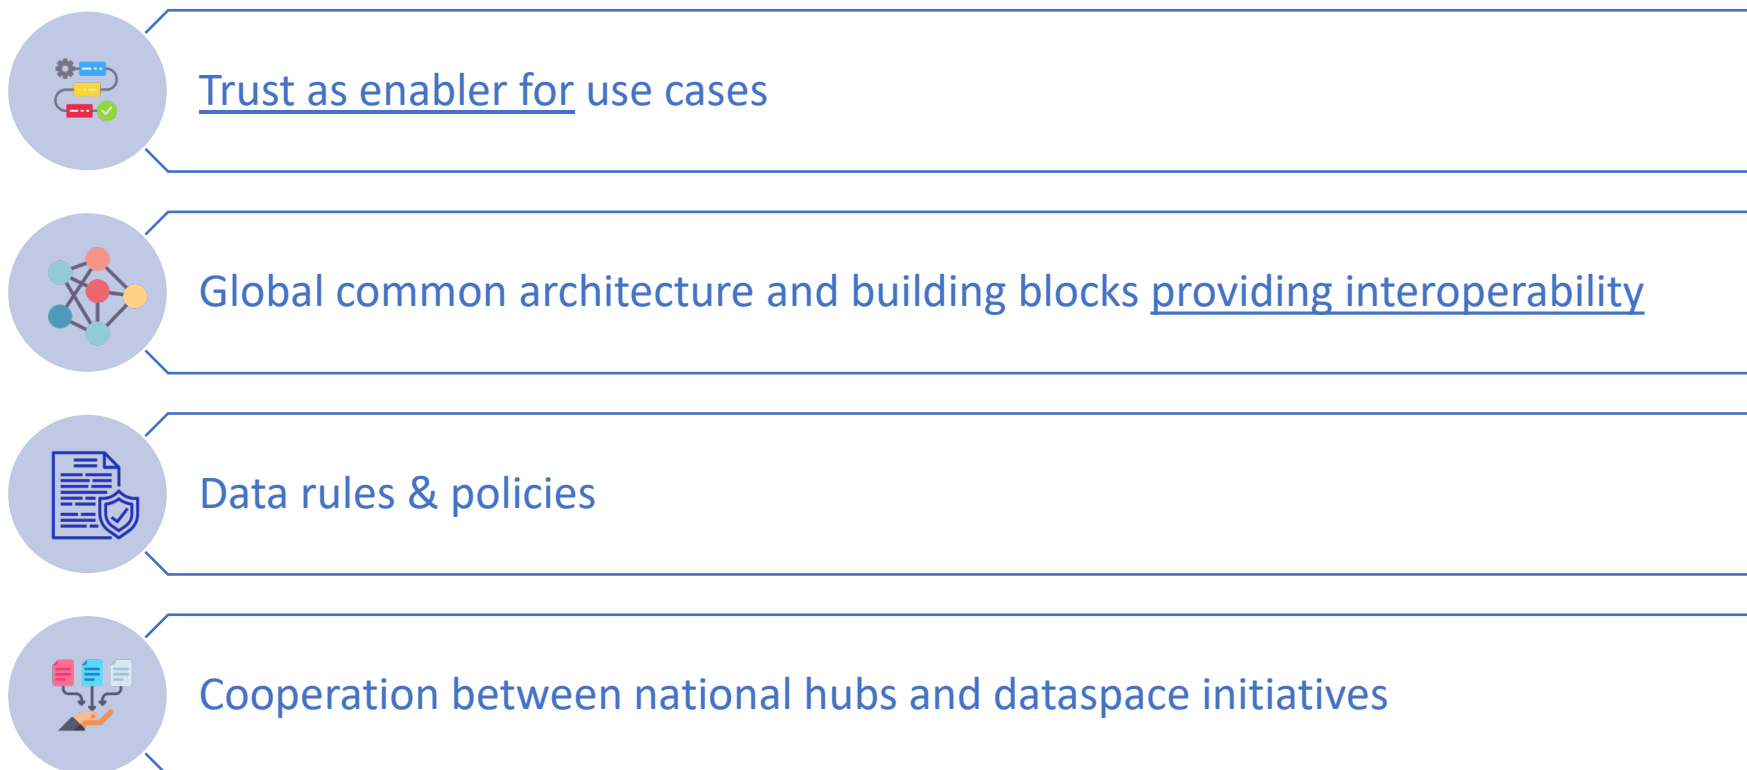 Trust as enabler for use cases
Global common architecture and building blocks providing interoperability
Data rules & policies
Cooperation between national hubs and dataspace initiatives